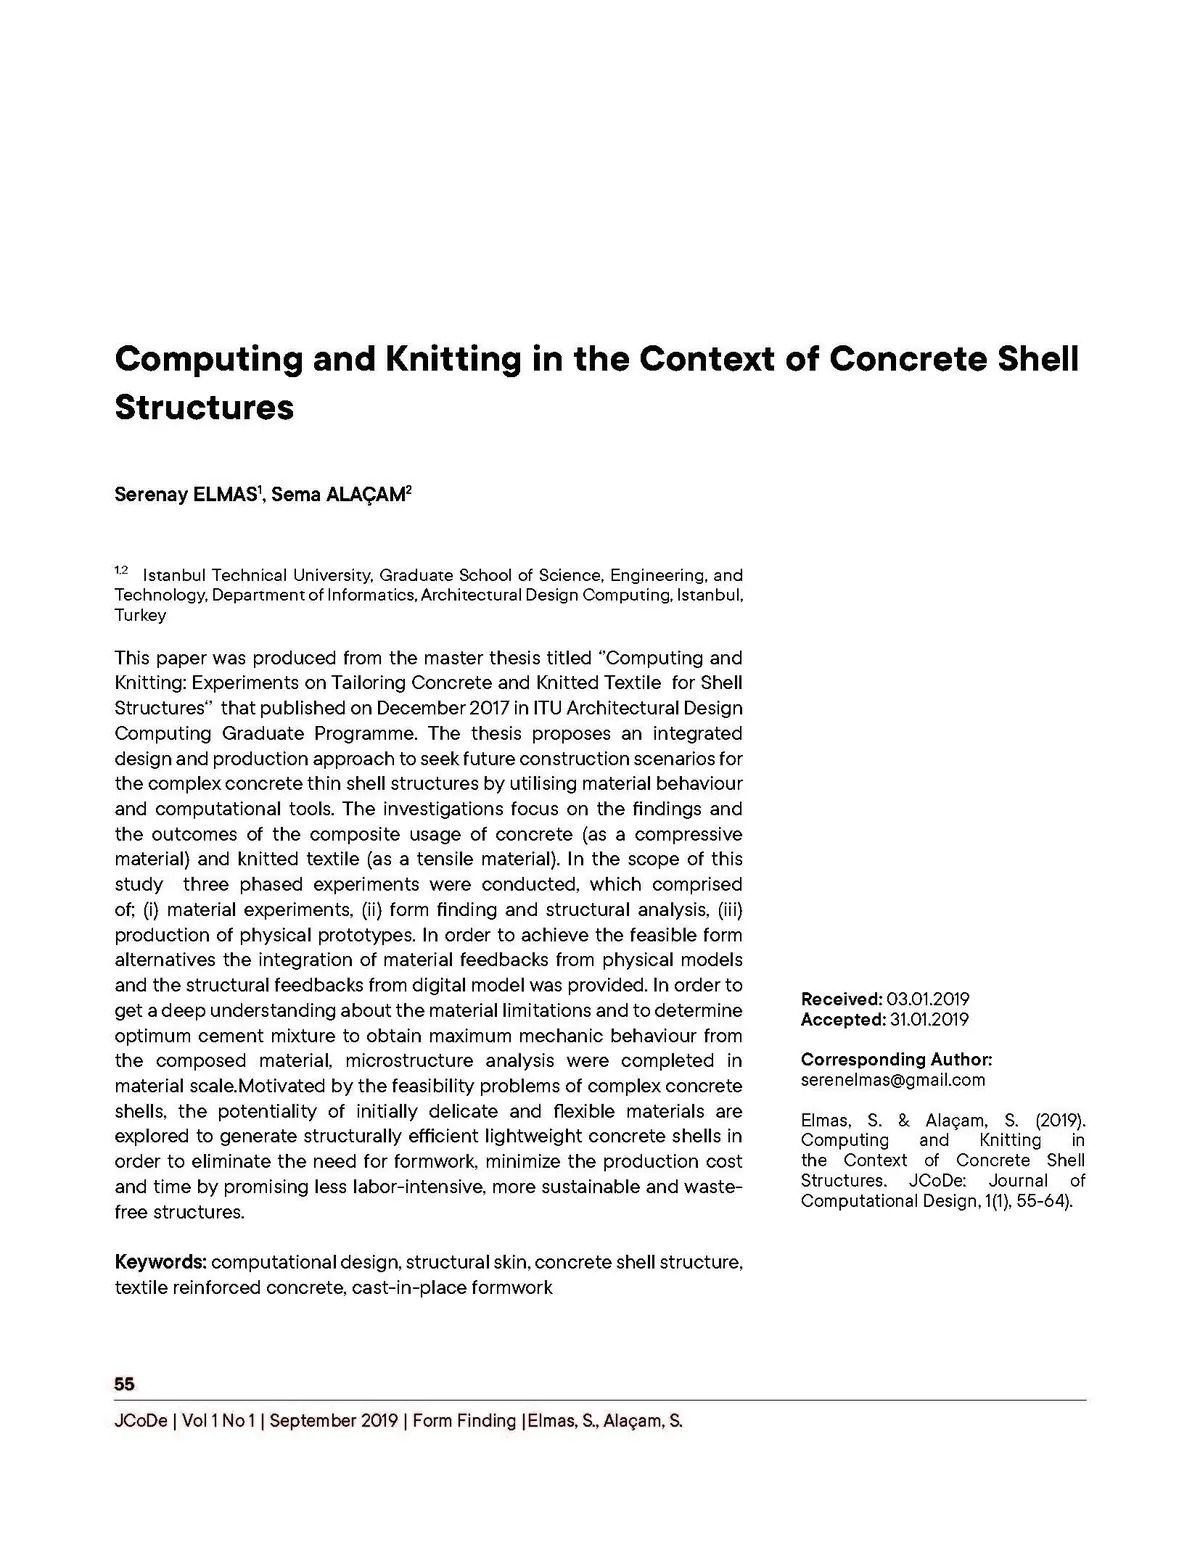 Computing and Knitting in the Context of Concrete Shell
Structures
Serenay ELMAS¹, Sema ALAÇAM²
¹,² Istanbul Technical University, Graduate School of Science, Engineering, and
Technology, Department of Informatics, Architectural Design Computing, Istanbul,
Turkey
This paper was produced from the master thesis titled “Computing and
Knitting: Experiments on Tailoring Concrete and Knitted Textile for Shell
Structures“ that published on December 2017 in ITU Architectural Design
Computing Graduate Programme. The thesis proposes an integrated
design and production approach to seek future construction scenarios for
the complex concrete thin shell structures by utilising material behaviour
and computational tools. The investigations focus on the findings and
the outcomes of the composite usage of concrete (as a compressive
material) and knitted textile (as a tensile material). In the scope of this
study three phased experiments were conducted, which comprised
of; (i) material experiments, (ii) form finding and structural analysis, (iii)
production of physical prototypes. In order to achieve the feasible form
alternatives the integration of material feedbacks from physical models
and the structural feedbacks from digital model was provided. In order to
get a deep understanding about the material limitations and to determine
optimum cement mixture to obtain maximum mechanic behaviour from
the composed material, microstructure analysis were completed in
material scale.Motivated by the feasibility problems of complex concrete
shells, the potentiality of initially delicate and flexible materials are
explored to generate structurally efficient lightweight concrete shells in
order to eliminate the need for formwork, minimize the production cost
and time by promising less labor-intensive, more sustainable and waste-
free structures.
Keywords: computational design, structural skin, concrete shell structure,
textile reinforced concrete, cast-in-place formwork
Received: 03.01.2019
Accepted: 31.01.2019
Corresponding Author:
serenelmas@gmail.com
Elmas, S. & Alaçam, S. (2019).
Computing and Knitting in
the Context of Concrete Shell
Structures. JCoDe: Journal of
Computational Design, 1(1), 55-64).
55
JCoDe | Vol 1 No 1 | September 2019 | Form Finding |Elmas, S., Alaçam, S.